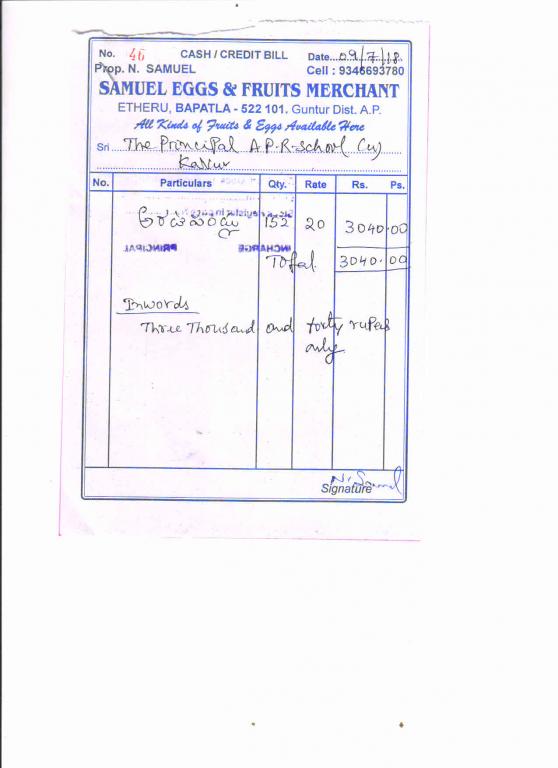 No. 46 CASH / CREDIT BILL Date...09/7/18
Prop. N. SAMUEL Cell : 9346693780
SAMUEL EGGS & FRUITS MERCHANT
ETHERU, BAPATLA - 522 101. Guntur Dist. A.P.
All Kinds of Fruits & Eggs Available Here
Sri The Principal A.P.R-School (u)
No. Particulars Qty. Rate Rs. Ps.
152 20 3040.00
INCHARGE PRINCIPAL
Total 3040.00
Inwords
Three Thousand and forty rupees
only
N. Samuel
Signature